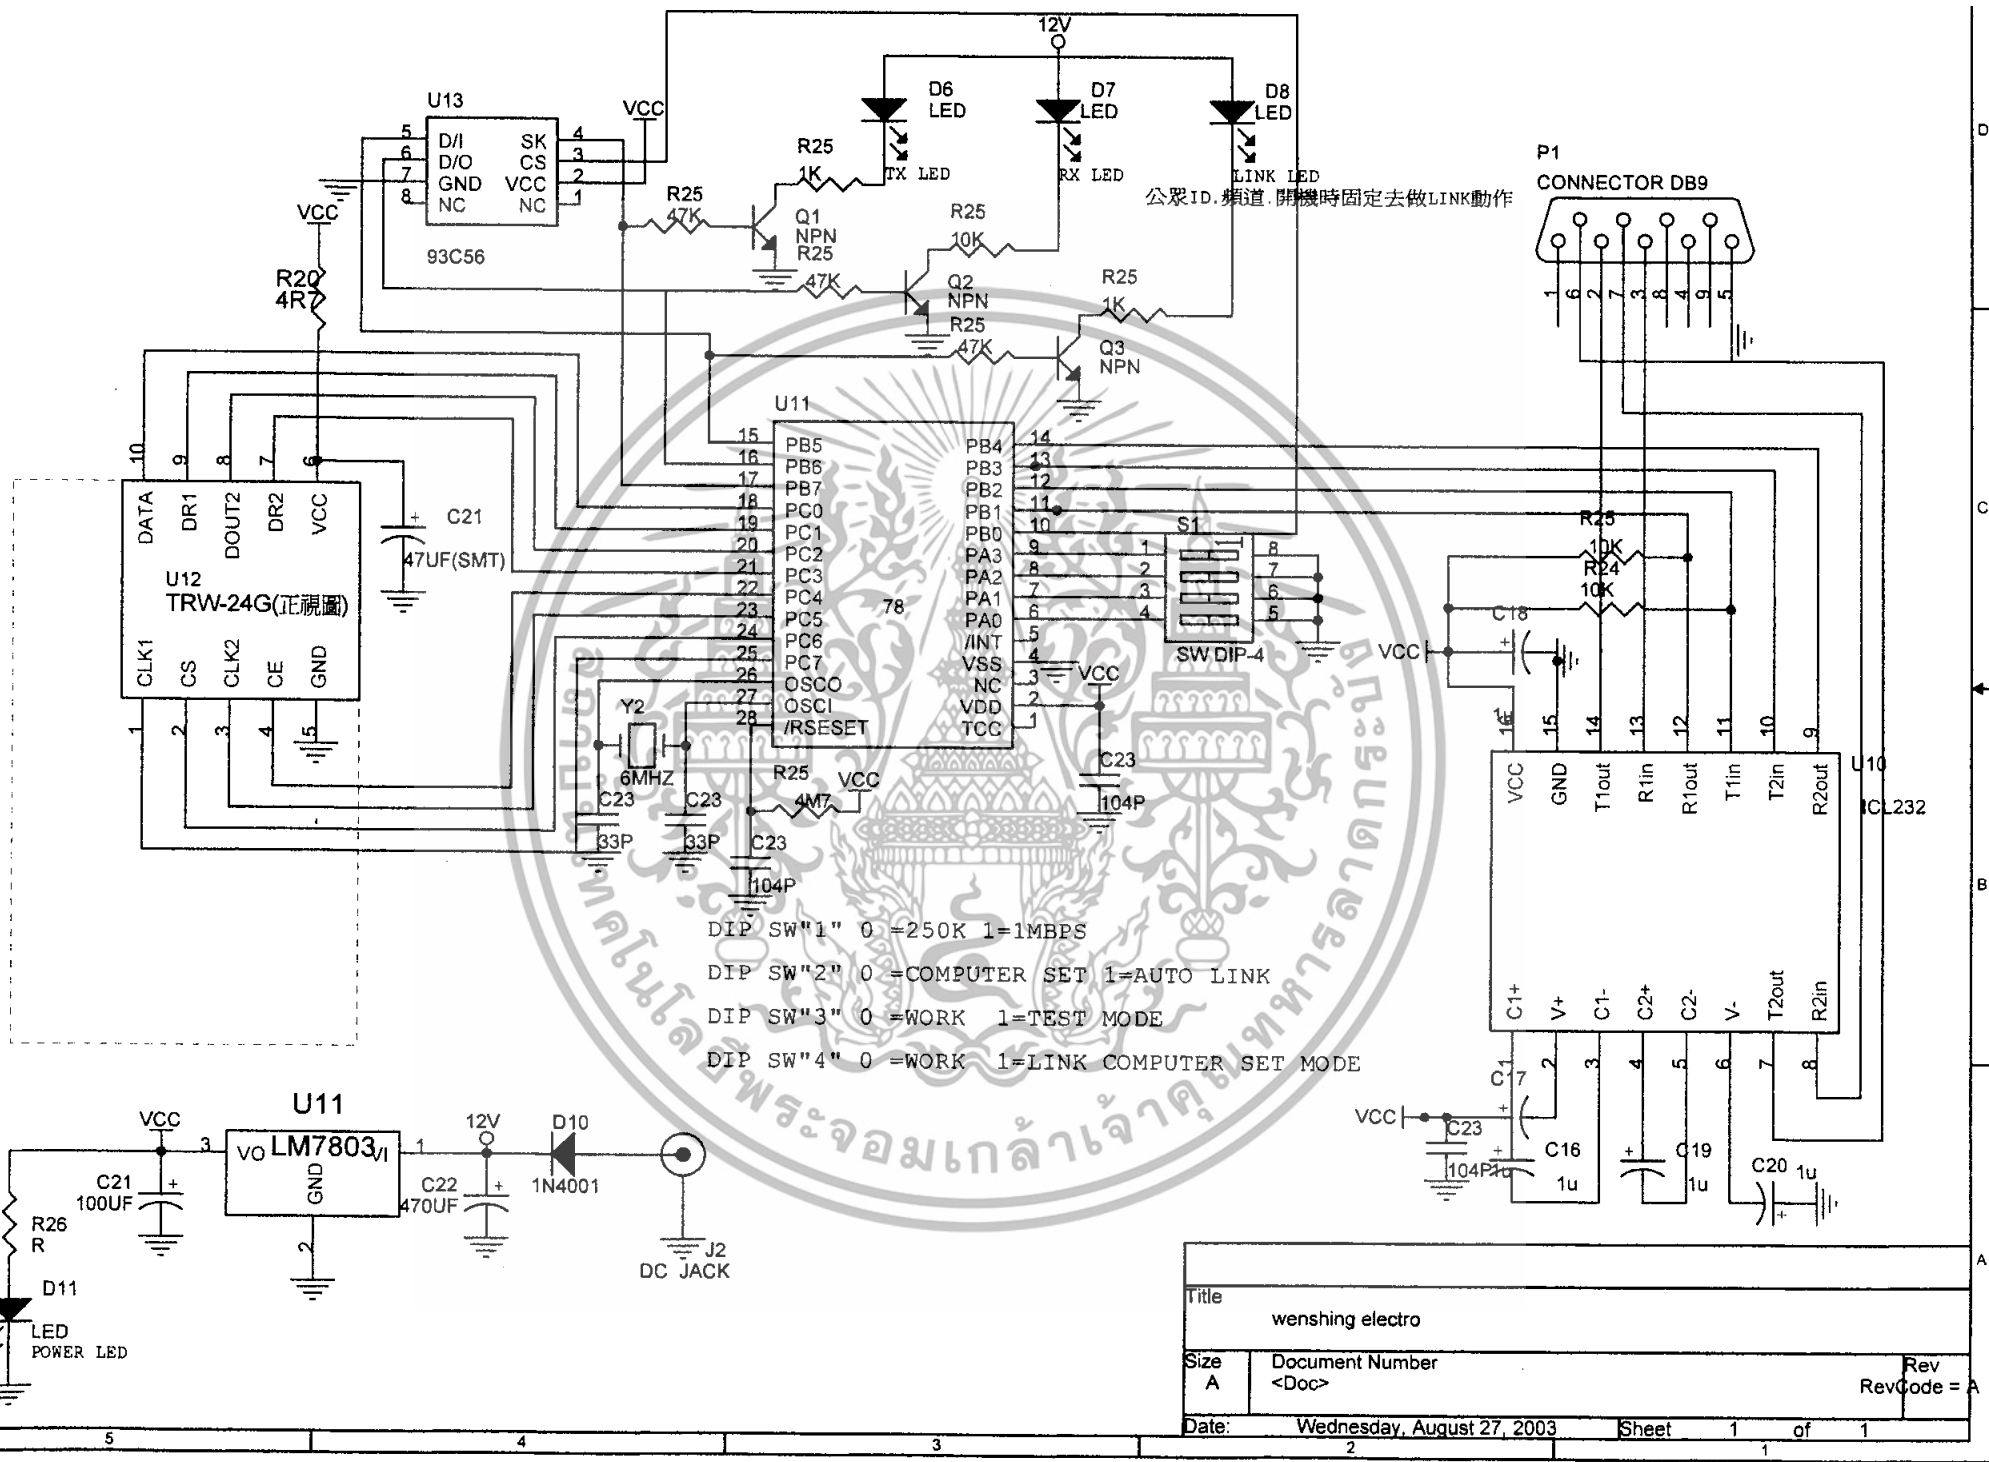 12V
D6
LED
D7
LED
D8
LED
TX LED
RX LED
LINK LED
公眾ID.頻道.開機時固定去做LINK動作
U13
VCC
5 D/I SK 4
6 D/O CS 3
7 GND VCC 2
8 NC NC 1
93C56
R25
1K
R25
47K
Q1
NPN
R25
47K
R25
10K
Q2
NPN
R25
47K
R25
1K
Q3
NPN
P1
CONNECTOR DB9
1 6 2 7 3 8 4 9 5
VCC
R20
4R7
10 9 8 7 6
DATA DR1 DOUT2 DR2 VCC
U12
TRW-24G(正視圖)
CLK1 CS CLK2 CE GND
1 2 3 4 5
C21
47UF(SMT)
U11
15 PB5 PB4 14
16 PB6 PB3 13
17 PB7 PB2 12
18 PC0 PB1 11
19 PC1 PB0 10
20 PC2 PA3 9
21 PC3 PA2 8
22 PC4 PA1 7
23 PC5 PA0 6
24 PC6 /INT 5
25 PC7 VSS 4
26 OSCO NC 3
27 OSCI VDD 2
28 /RSESET TCC 1
78
S1
1 8
2 7
3 6
4 5
SW DIP-4
VCC
C23
104P
Y2
6MHZ
C23
33P
C23
33P
R25
4M7
VCC
C23
104P
R25
10K
R24
10K
C18
VCC
16 15 14 13 12 11 10 9
VCC GND T1out R1in R1out T1in T2in R2out
U10
ICL232
C1+ V+ C1- C2+ C2- V- T2out R2in
1 2 3 4 5 6 7 8
C17
VCC
C23
104P
1u
C16
1u
C19
1u
C20
1u
DIP SW"1" 0 =250K 1=1MBPS
DIP SW"2" 0 =COMPUTER SET 1=AUTO LINK
DIP SW"3" 0 =WORK 1=TEST MODE
DIP SW"4" 0 =WORK 1=LINK COMPUTER SET MODE
U11
VCC
3 VO LM7803 VI 1
GND
2
12V
D10
1N4001
C21
100UF
C22
470UF
J2
DC JACK
R26
R
D11
LED
POWER LED
Title
wenshing electro
Size
A
Document Number
<Doc>
Rev
RevCode = A
Date: Wednesday, August 27, 2003 Sheet 1 of 1
5 4 3 2 1
D
C
B
A